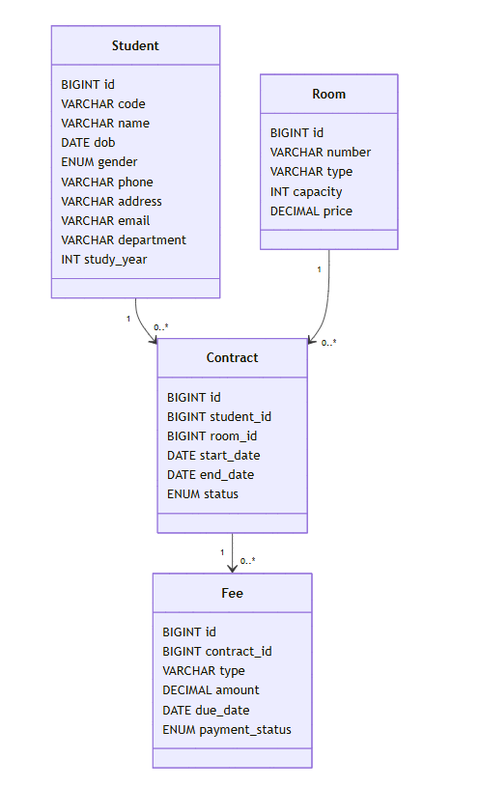 Student
BIGINT id
VARCHAR code
VARCHAR name
DATE dob
ENUM gender
VARCHAR phone
VARCHAR address
VARCHAR email
VARCHAR department
INT study_year
Room
BIGINT id
VARCHAR number
VARCHAR type
INT capacity
DECIMAL price
1
0..*
1
0..*
Contract
BIGINT id
BIGINT student_id
BIGINT room_id
DATE start_date
DATE end_date
ENUM status
1
0..*
Fee
BIGINT id
BIGINT contract_id
VARCHAR type
DECIMAL amount
DATE due_date
ENUM payment_status